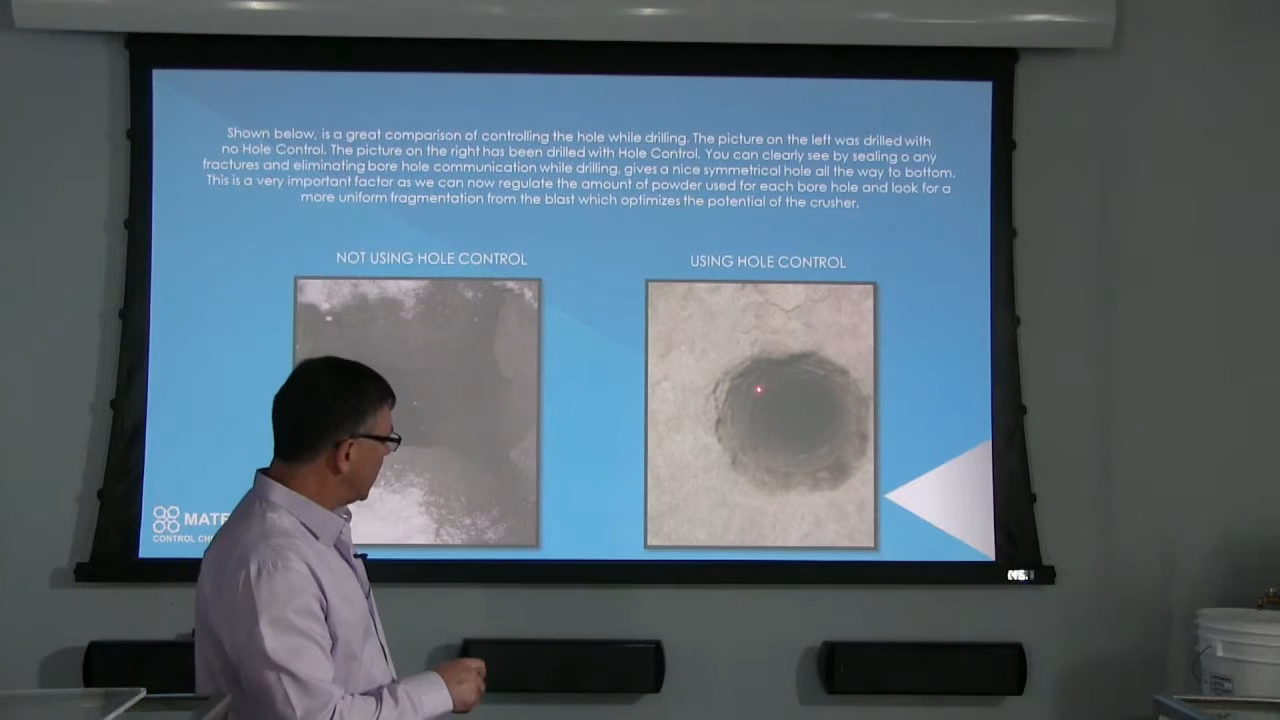 Shown below, is a great comparison of controlling the hole while drilling. The picture on the left was drilled with
no Hole Control. The picture on the right has been drilled with Hole Control. You can clearly see by sealing o any
fractures and eliminating bore hole communication while drilling, gives a nice symmetrical hole all the way to bottom.
This is a very important factor as we can now regulate the amount of powder used for each bore hole and look for a
more uniform fragmentation from the blast which optimizes the potential of the crusher.
NOT USING HOLE CONTROL
USING HOLE CONTROL
MATE
CONTROL CH